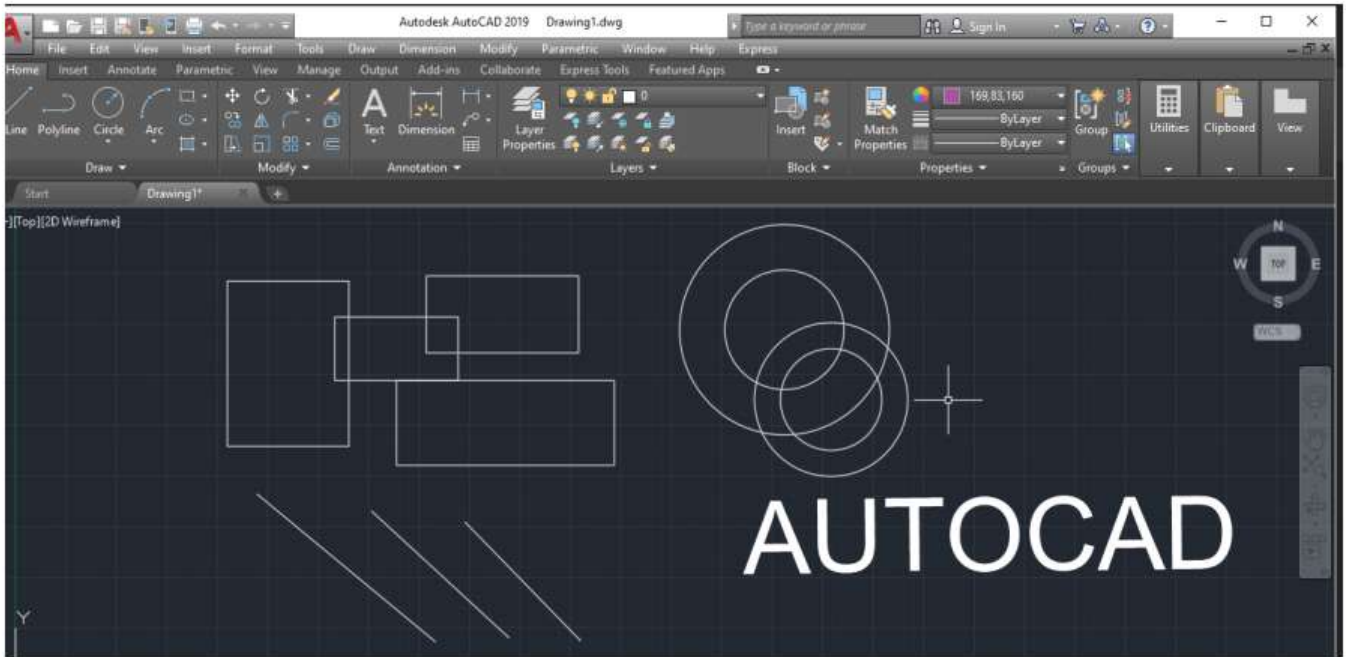 A. Autodesk AutoCAD 2019 Drawing1.dwg Type a keyword or phrase Sign In ?
File Edit View Insert Format Tools Draw Dimension Modify Parametric Window Help Express
Home Insert Annotate Parametric View Manage Output Add-ins Collaborate Express Tools Featured Apps
0 169,83,160
A ByLayer
Line Polyline Circle Arc Text Dimension Layer Properties Insert Match Properties ByLayer Group Utilities Clipboard View
Draw Modify Annotation Layers Block Properties Groups
Start Drawing1* +
-][Top][2D Wireframe]
N
W TOP E
S
WCS
AUTOCAD
Y